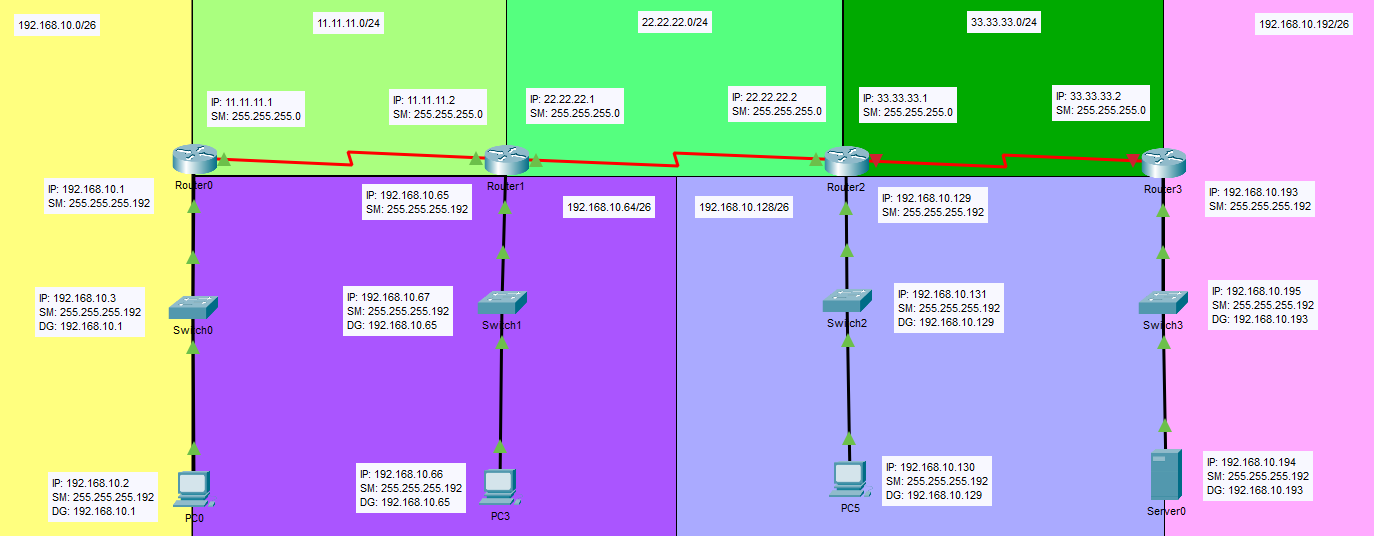 192.168.10.0/26
11.11.11.0/24
22.22.22.0/24
33.33.33.0/24
192.168.10.192/26
IP: 11.11.11.1
SM: 255.255.255.0
IP: 11.11.11.2
SM: 255.255.255.0
IP: 22.22.22.1
SM: 255.255.255.0
IP: 22.22.22.2
SM: 255.255.255.0
IP: 33.33.33.1
SM: 255.255.255.0
IP: 33.33.33.2
SM: 255.255.255.0
Router0
Router1
Router2
Router3
IP: 192.168.10.1
SM: 255.255.255.192
IP: 192.168.10.65
SM: 255.255.255.192
192.168.10.64/26
192.168.10.128/26
IP: 192.168.10.129
SM: 255.255.255.192
IP: 192.168.10.193
SM: 255.255.255.192
IP: 192.168.10.3
SM: 255.255.255.192
DG: 192.168.10.1
Switch0
IP: 192.168.10.67
SM: 255.255.255.192
DG: 192.168.10.65
Switch1
Switch2
IP: 192.168.10.131
SM: 255.255.255.192
DG: 192.168.10.129
Switch3
IP: 192.168.10.195
SM: 255.255.255.192
DG: 192.168.10.193
IP: 192.168.10.2
SM: 255.255.255.192
DG: 192.168.10.1
PC0
IP: 192.168.10.66
SM: 255.255.255.192
DG: 192.168.10.65
PC3
PC5
IP: 192.168.10.130
SM: 255.255.255.192
DG: 192.168.10.129
Server0
IP: 192.168.10.194
SM: 255.255.255.192
DG: 192.168.10.193